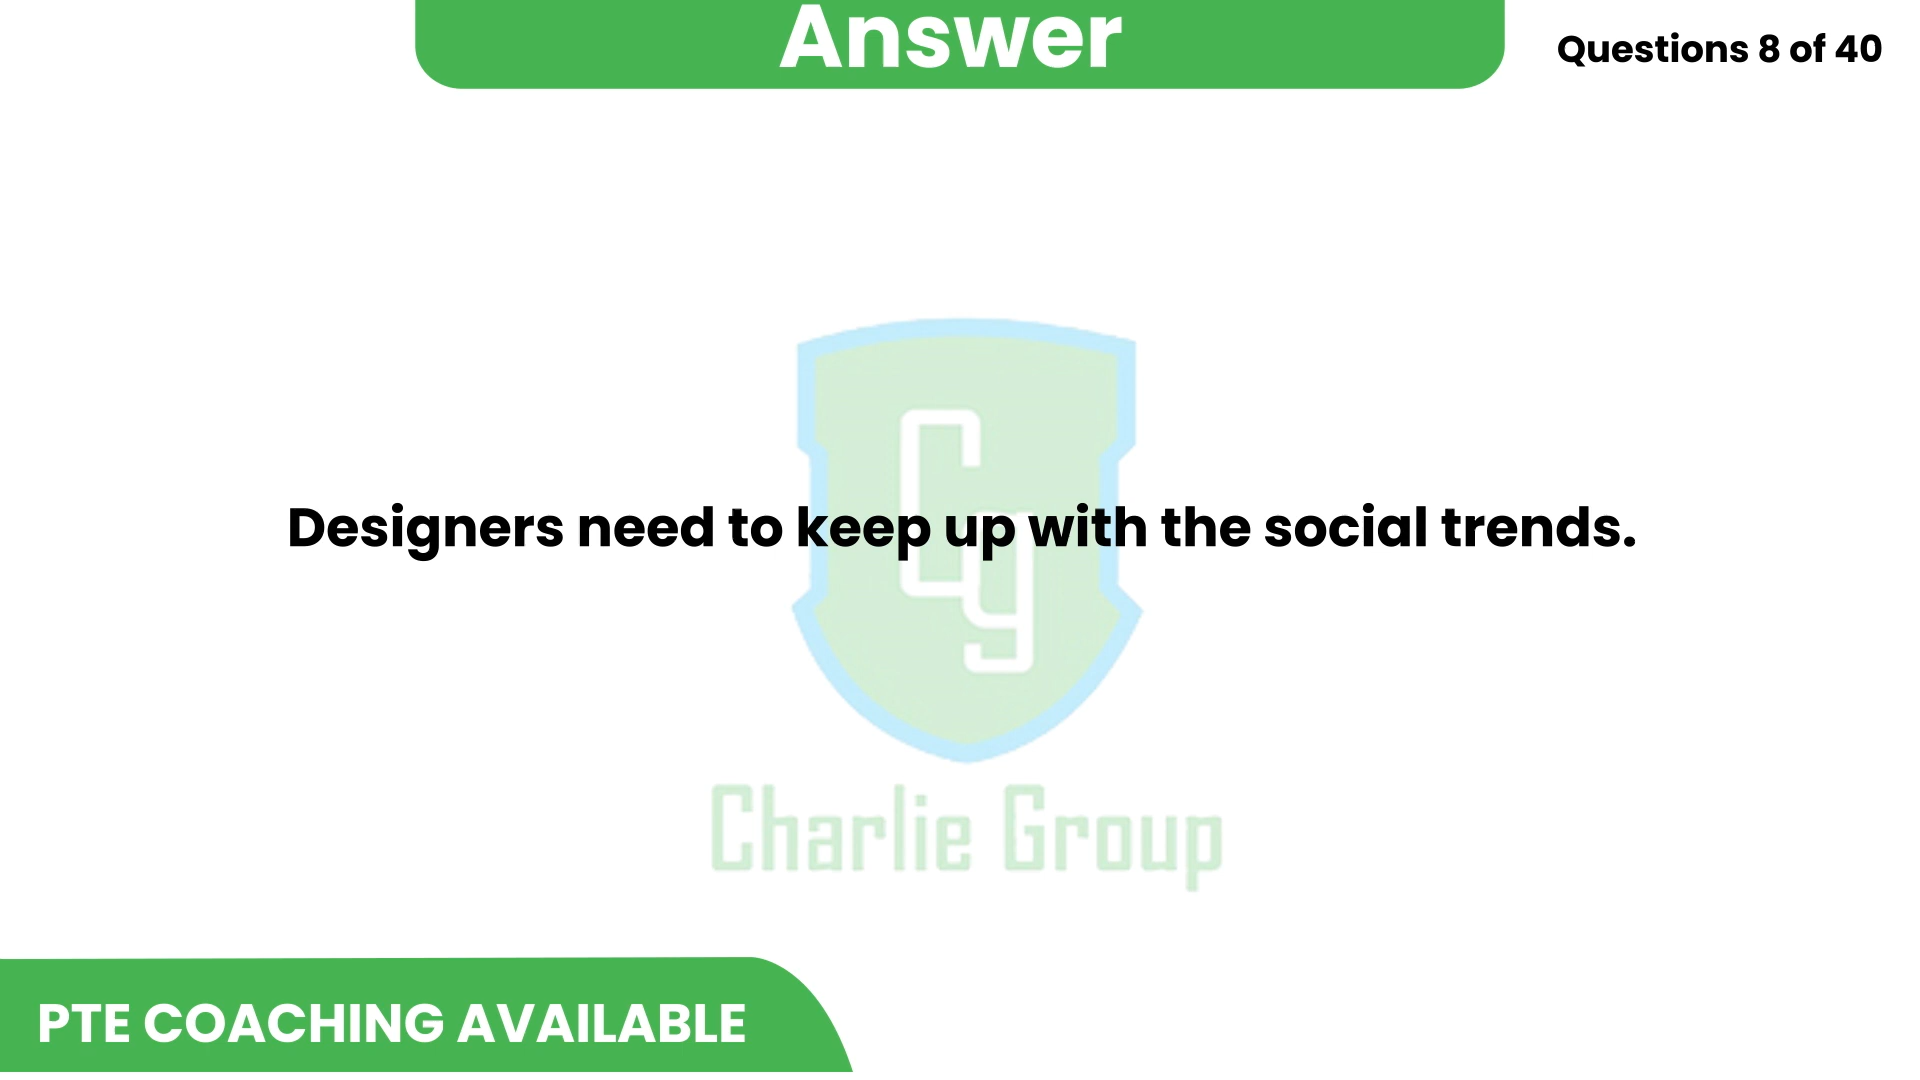 Answer
Questions 8 of 40
Designers need to keep up with the social trends.
Cg
Charlie Group
PTE COACHING AVAILABLE